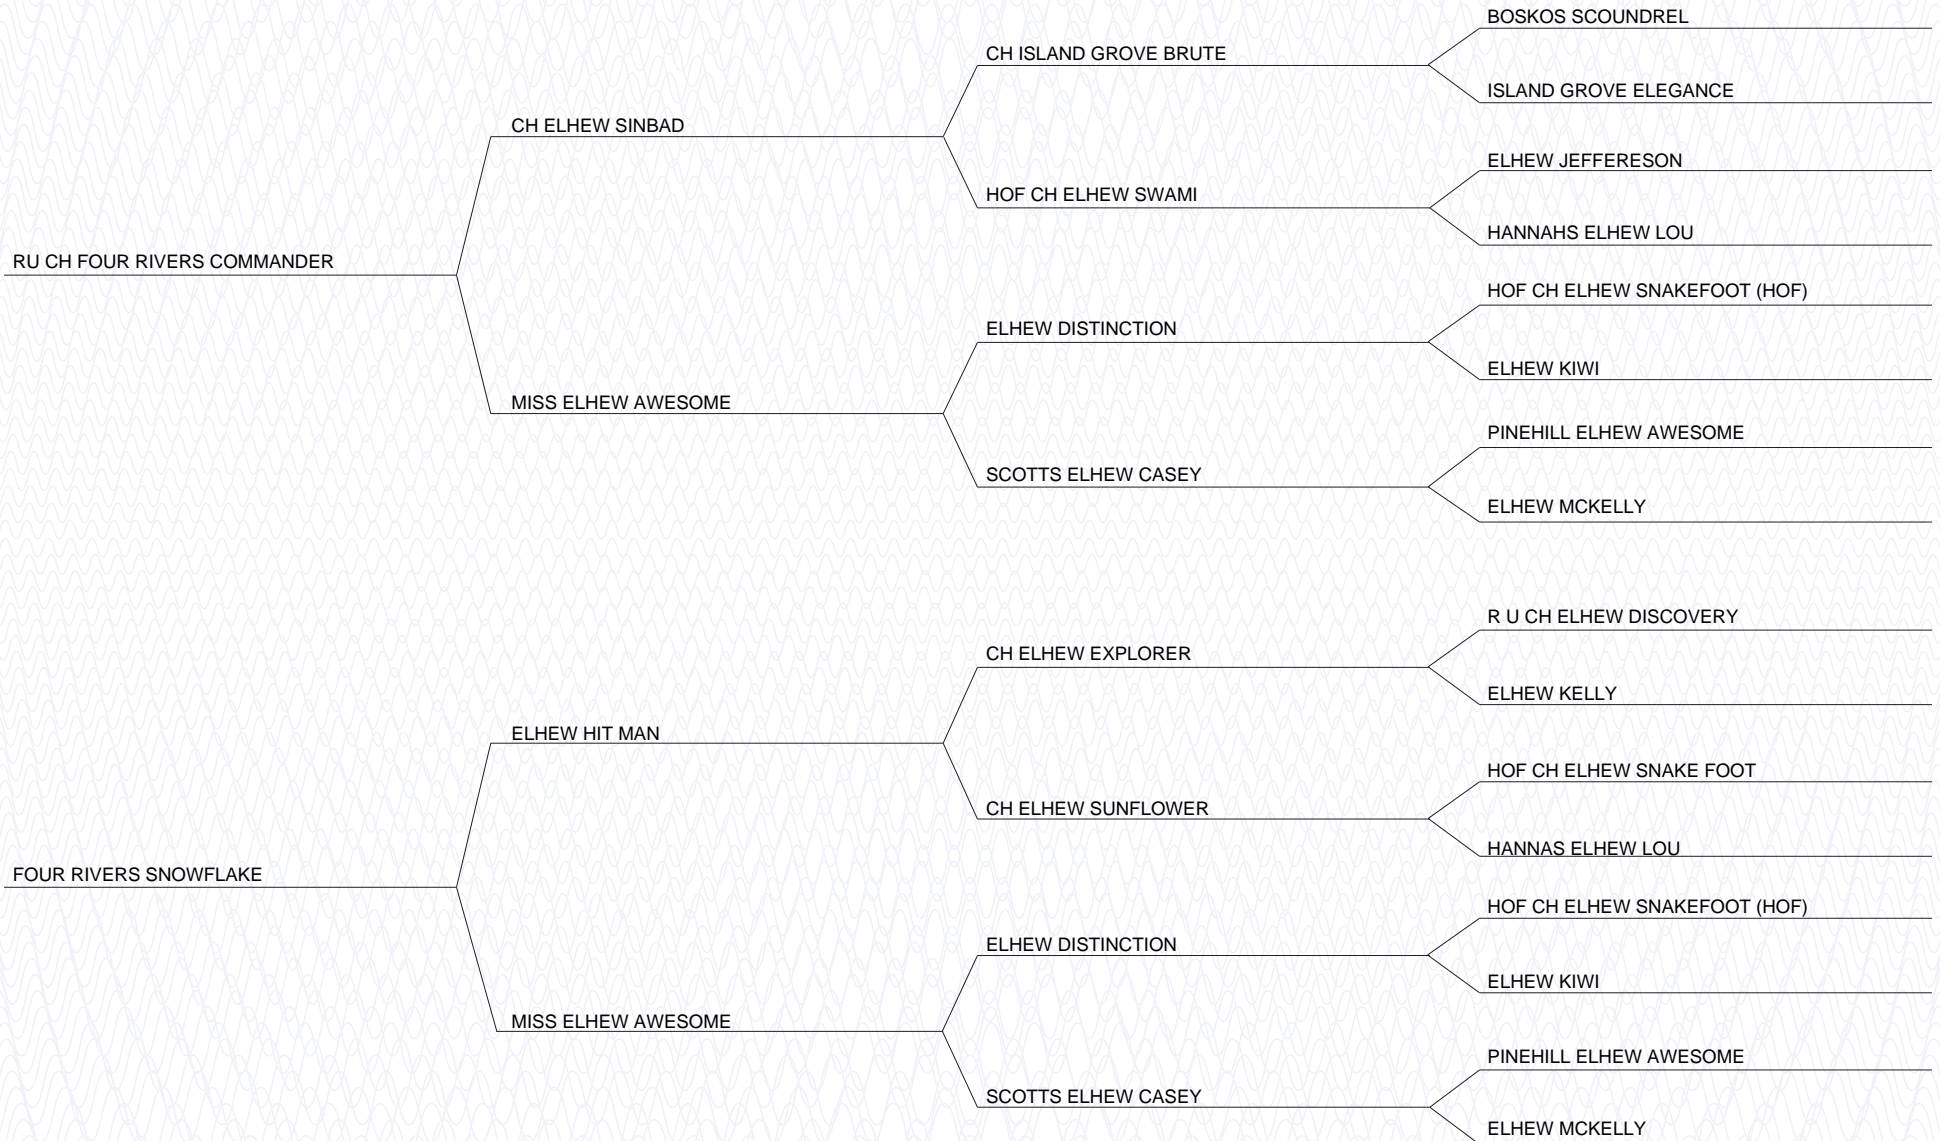 BOSKOS SCOUNDREL
CH ISLAND GROVE BRUTE
ISLAND GROVE ELEGANCE
CH ELHEW SINBAD
ELHEW JEFFERESON
HOF CH ELHEW SWAMI
HANNAHS ELHEW LOU
RU CH FOUR RIVERS COMMANDER
HOF CH ELHEW SNAKEFOOT (HOF)
ELHEW DISTINCTION
ELHEW KIWI
MISS ELHEW AWESOME
PINEHILL ELHEW AWESOME
SCOTTS ELHEW CASEY
ELHEW MCKELLY
R U CH ELHEW DISCOVERY
CH ELHEW EXPLORER
ELHEW KELLY
ELHEW HIT MAN
HOF CH ELHEW SNAKE FOOT
CH ELHEW SUNFLOWER
HANNAS ELHEW LOU
FOUR RIVERS SNOWFLAKE
HOF CH ELHEW SNAKEFOOT (HOF)
ELHEW DISTINCTION
ELHEW KIWI
MISS ELHEW AWESOME
PINEHILL ELHEW AWESOME
SCOTTS ELHEW CASEY
ELHEW MCKELLY